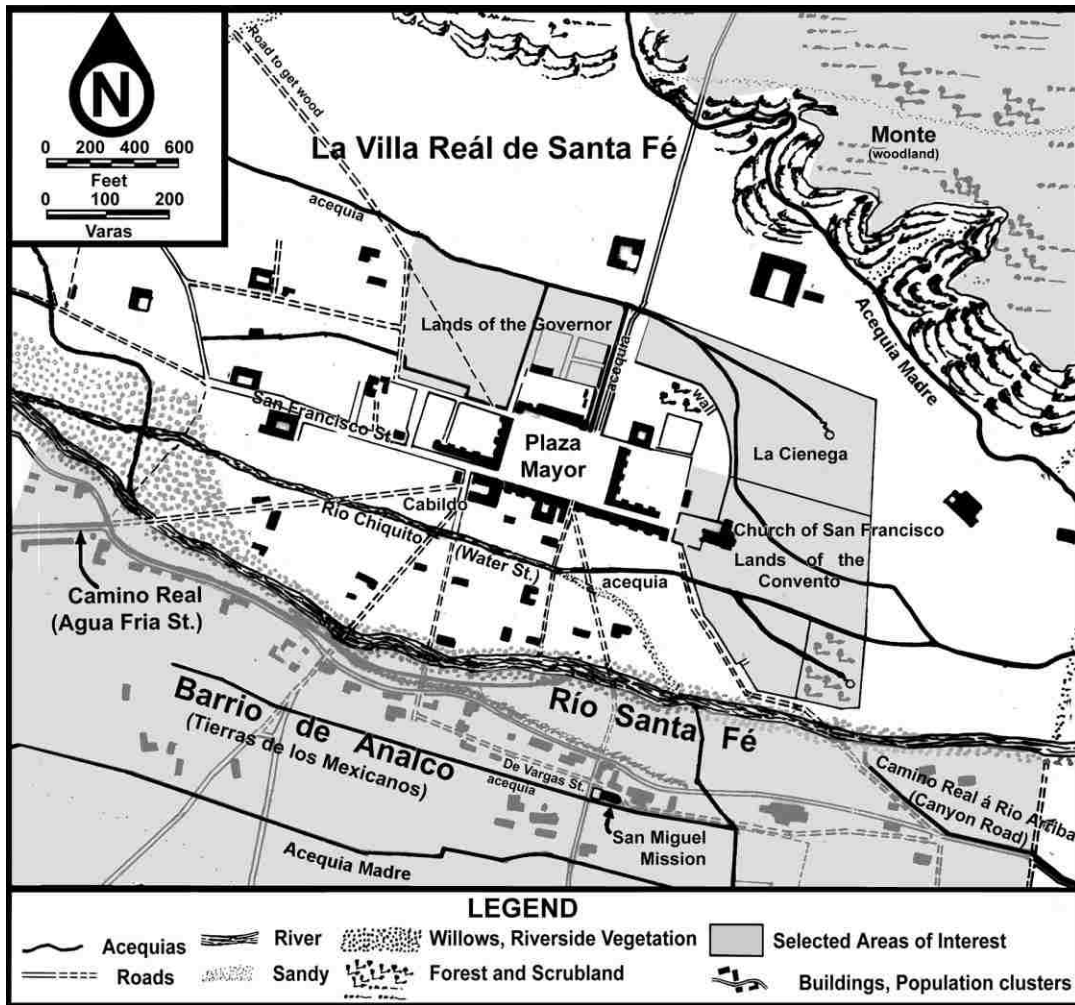 N
0 200 400 600
Feet
0 100 200
Varas
Road to get wood
La Villa Reál de Santa Fé
Monte
(woodland)
acequia
Lands of the Governor
acequia
Acequia Madre
wall
San Francisco St.
Plaza
Mayor
La Cienega
Cabildo
Río Chiquito
(Water St.)
Church of San Francisco
Lands of the
Convento
acequia
Camino Real
(Agua Fria St.)
Río Santa Fé
Barrio de Analco
(Tierras de los Mexicanos)
De Vargas St.
acequia
Camino Real á Rio Arriba
(Canyon Road)
San Miguel
Mission
Acequia Madre
LEGEND
Acequias
River
Willows, Riverside Vegetation
Selected Areas of Interest
Roads
Sandy
Forest and Scrubland
Buildings, Population clusters